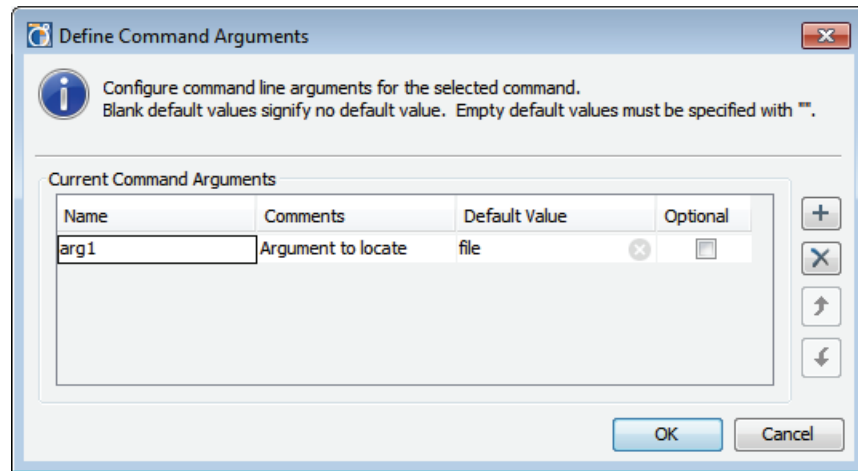 Define Command Arguments
Configure command line arguments for the selected command.
Blank default values signify no default value.  Empty default values must be specified with "".
Current Command Arguments
Name Comments Default Value Optional
arg1 Argument to locate file
OK Cancel